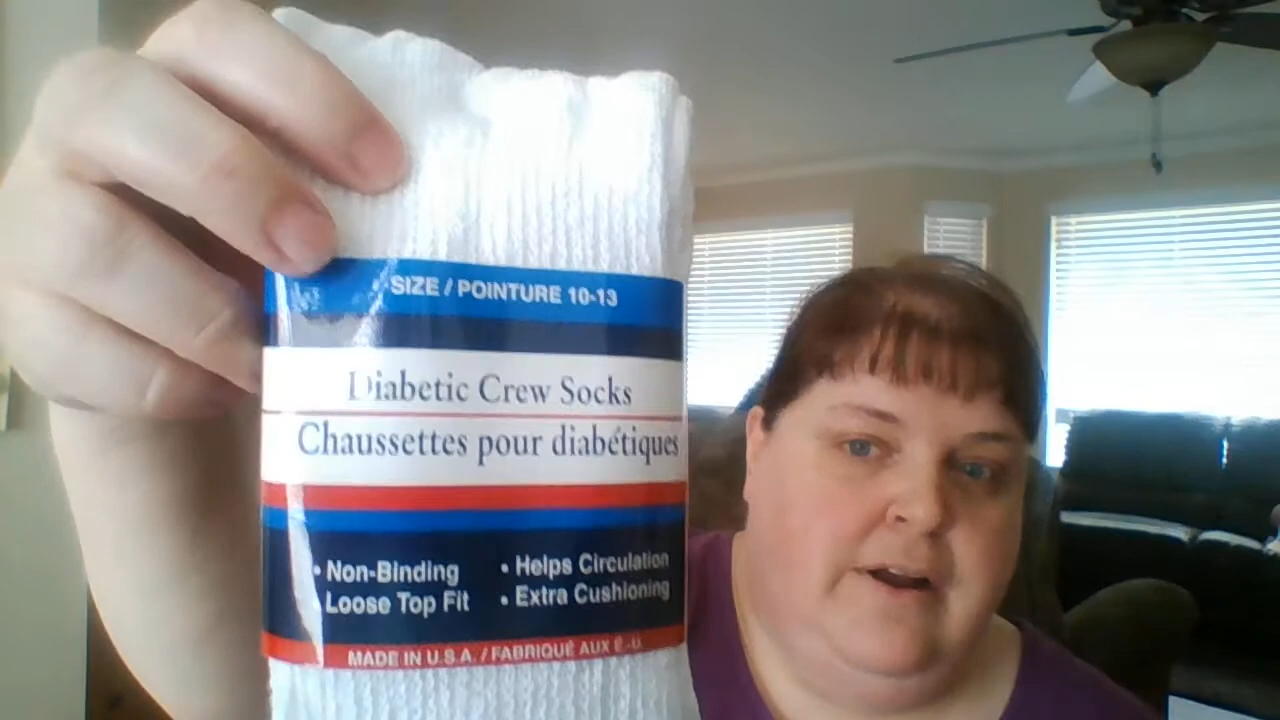 SIZE / POINTURE 10-13
Diabetic Crew Socks
Chaussettes pour diabétiques
• Non-Binding • Helps Circulation
• Loose Top Fit • Extra Cushioning
MADE IN U.S.A. / FABRIQUÉ AUX É.-U.